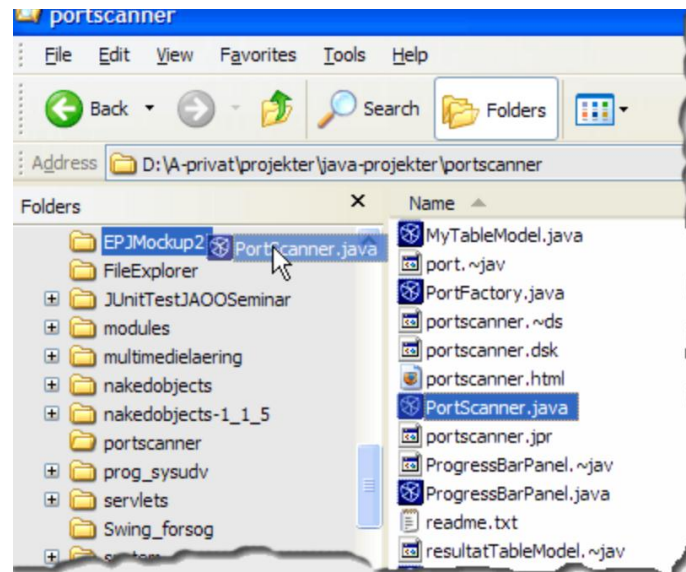 portscanner
File Edit View Favorites Tools Help
Back Search Folders
Address D:\A-privat\projekter\java-projekter\portscanner
Folders X Name
EPJMockup2 PortScanner.java
FileExplorer
JUnitTestJAOOSeminar
modules
multimedielaering
nakedobjects
nakedobjects-1_1_5
portscanner
prog_sysudv
servlets
Swing_forsog
MyTableModel.java
port.~jav
PortFactory.java
portscanner.~ds
portscanner.dsk
portscanner.html
PortScanner.java
portscanner.jpr
ProgressBarPanel.~jav
ProgressBarPanel.java
readme.txt
resultatTableModel.~jav